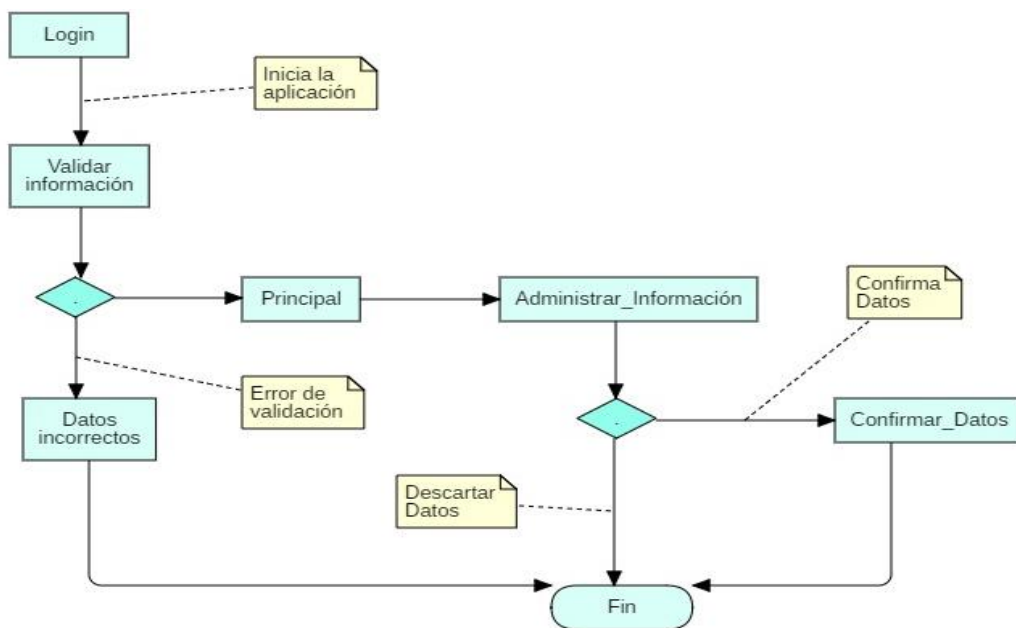 Login
Inicia la
aplicación
Validar
información
.
Principal
Administrar_Información
Confirma
Datos
Error de
validación
Datos
incorrectos
.
Confirmar_Datos
Descartar
Datos
Fin